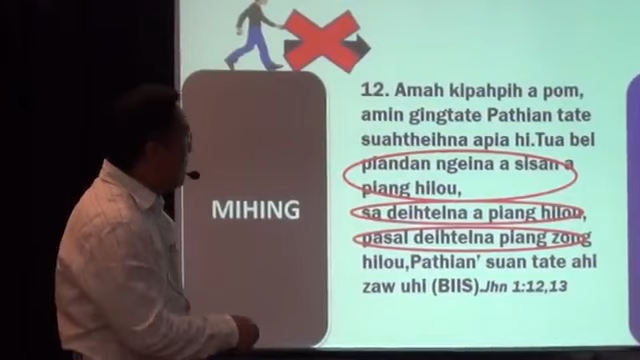 MIHING
12. Amah kipahpih a pom,
amin gingtate Pathian tate
suahtheihna apia hi.Tua bel
piandan ngeina a sisan a
piang hilou,
sa deihtelna a piang hilou,
pasal deihtelna piang zong
hilou,Pathian' suan tate ahi
zaw uhi (BIIS).Jhn 1:12,13